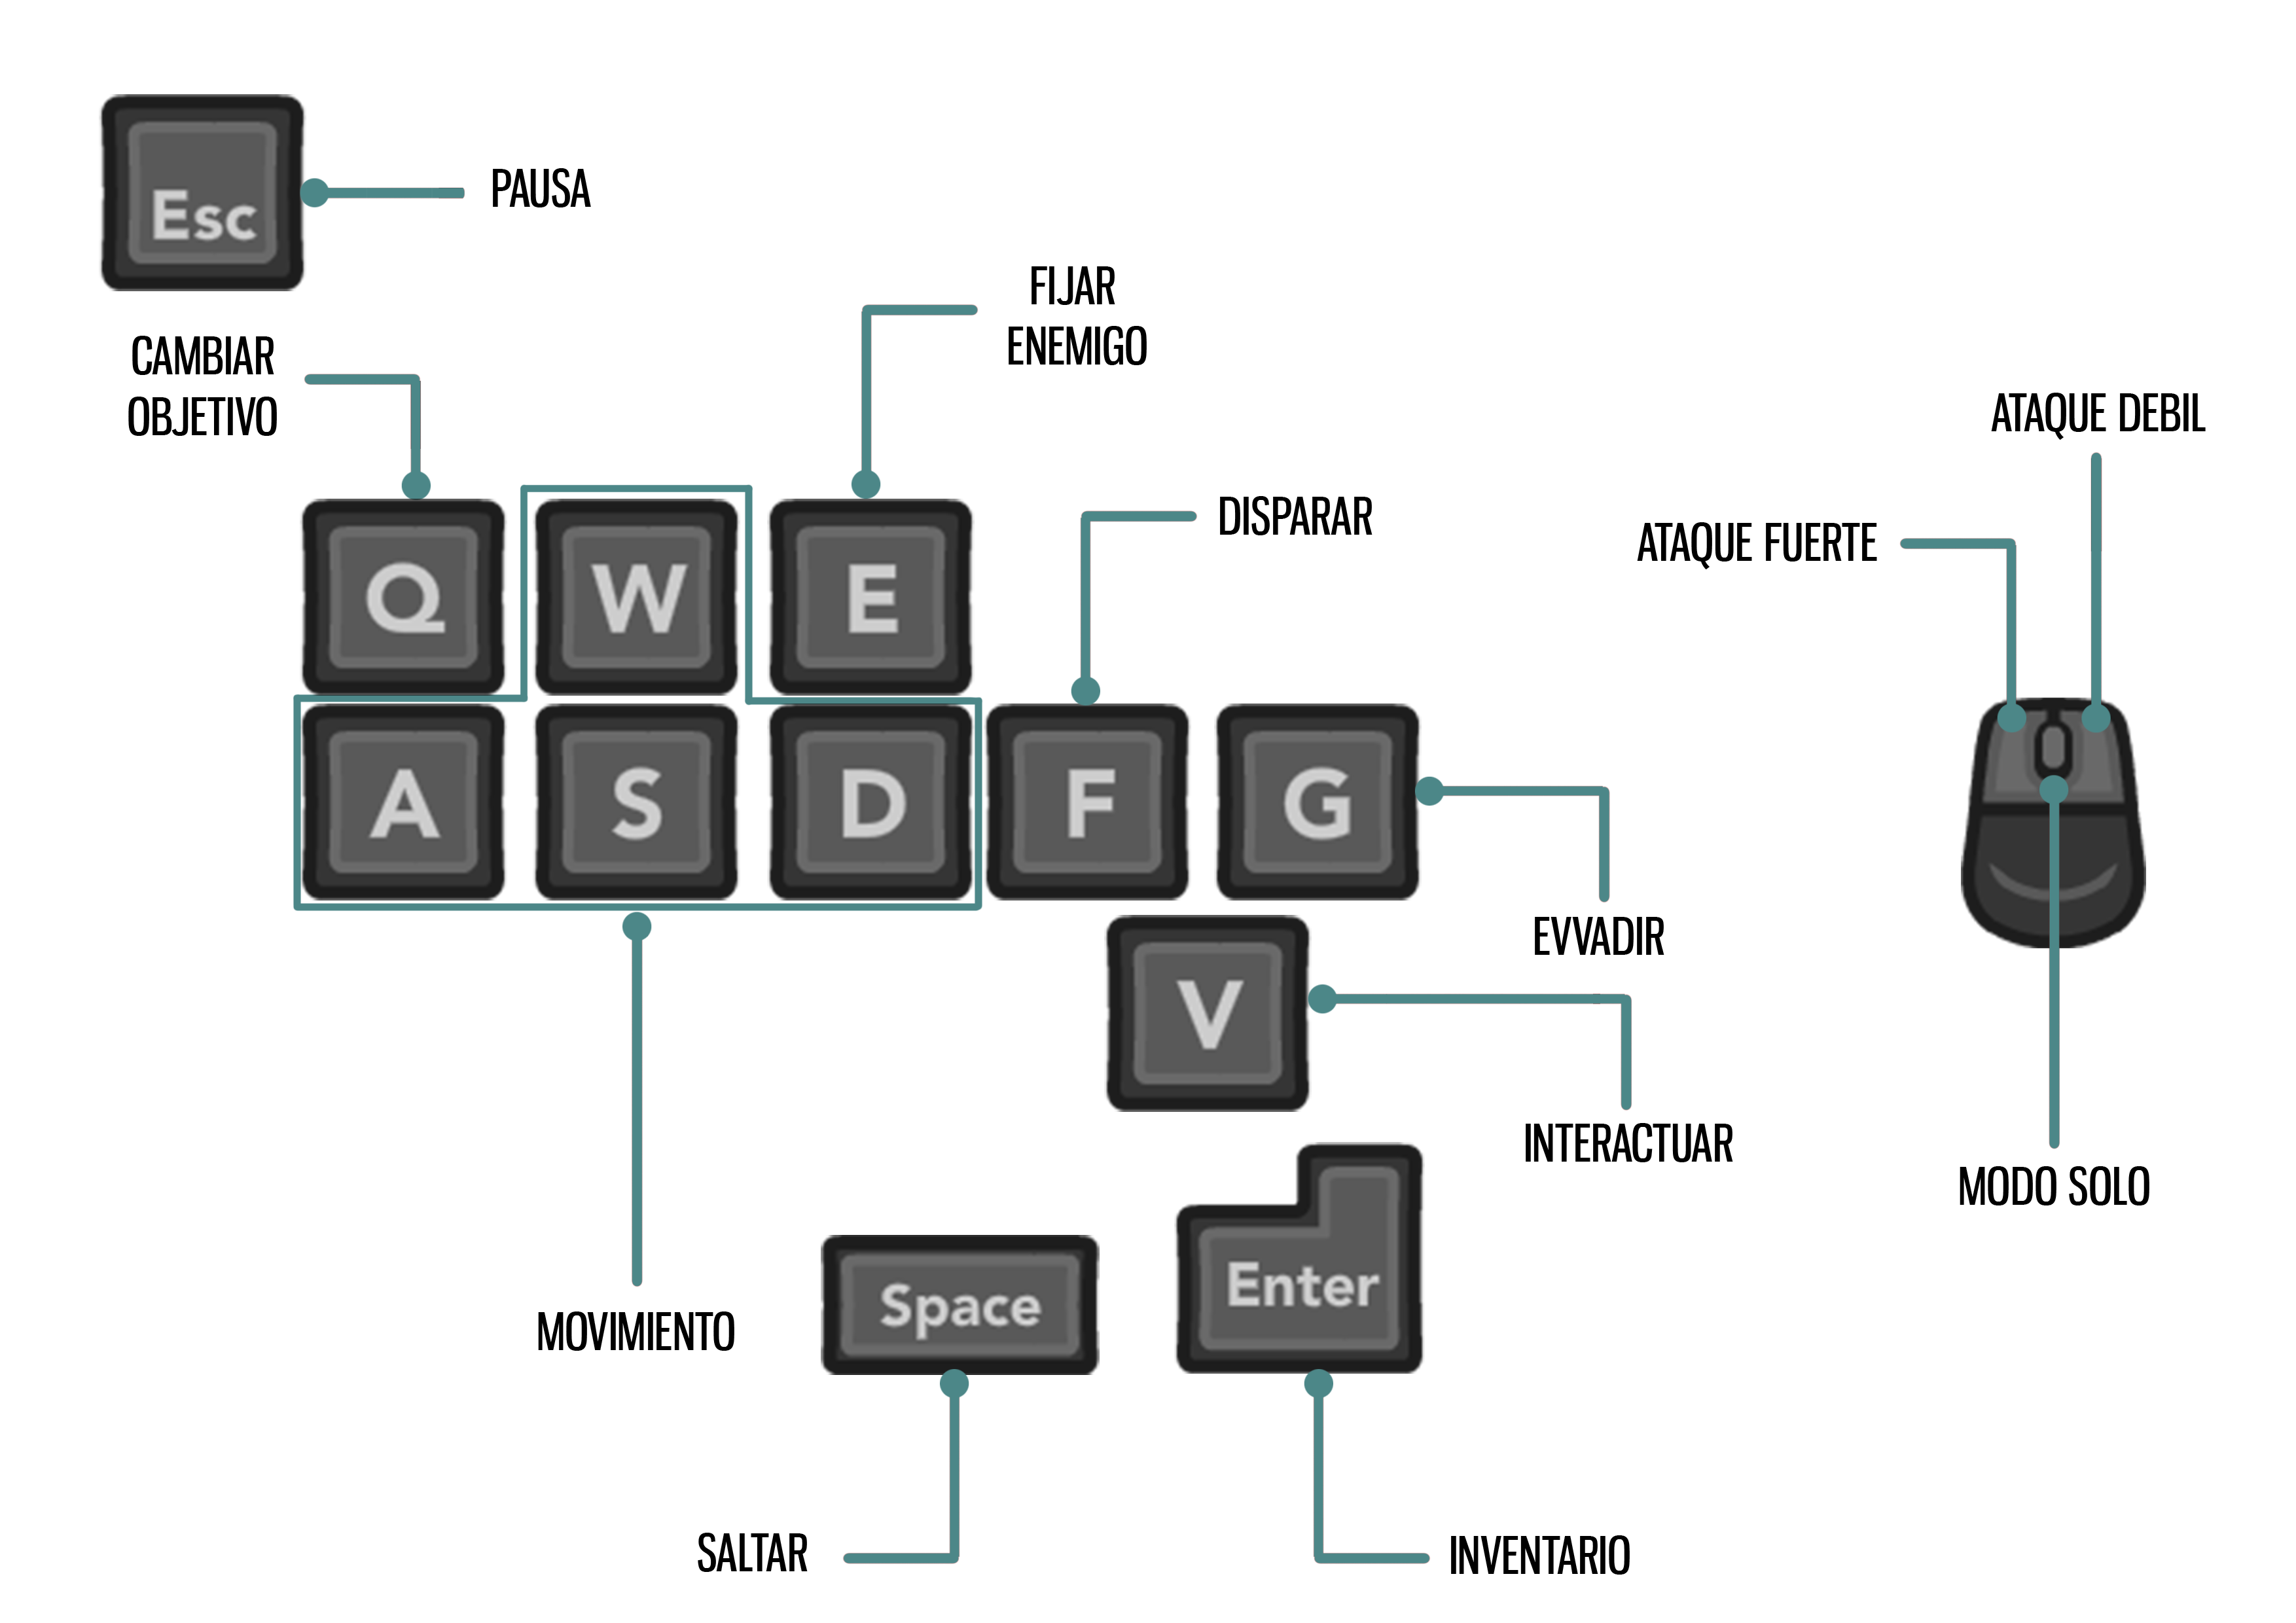 Esc
PAUSA
FIJAR
ENEMIGO
CAMBIAR
OBJETIVO
ATAQUE DEBIL
DISPARAR
ATAQUE FUERTE
Q
W
E
A
S
D
F
G
EVVADIR
V
INTERACTUAR
MODO SOLO
Enter
Space
MOVIMIENTO
SALTAR
INVENTARIO